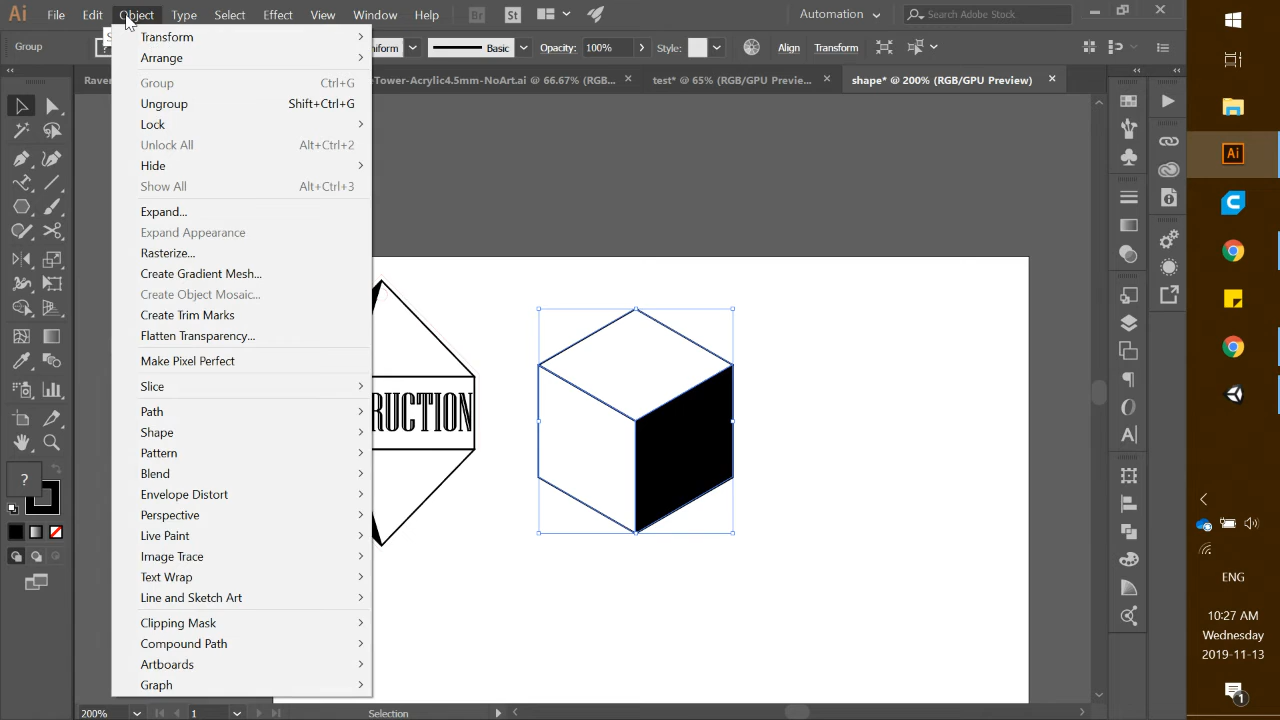 Ai File Edit Object Type Select Effect View Window Help Br St Automation Search Adobe Stock
Group niform Basic Opacity: 100% Style: Align Transform
Raven eTower-Acrylic4.5mm-NoArt.ai @ 66.67% (RGB... × test* @ 65% (RGB/GPU Previe... × shape* @ 200% (RGB/GPU Preview) ×
Transform
Arrange
Group Ctrl+G
Ungroup Shift+Ctrl+G
Lock
Unlock All Alt+Ctrl+2
Hide
Show All Alt+Ctrl+3
Expand...
Expand Appearance
Rasterize...
Create Gradient Mesh...
Create Object Mosaic...
Create Trim Marks
Flatten Transparency...
Make Pixel Perfect
Slice
Path
Shape
Pattern
Blend
Envelope Distort
Perspective
Live Paint
Image Trace
Text Wrap
Line and Sketch Art
Clipping Mask
Compound Path
Artboards
Graph
?
RUCTION
200% 1 Selection
Ai
ENG
10:27 AM
Wednesday
2019-11-13
1